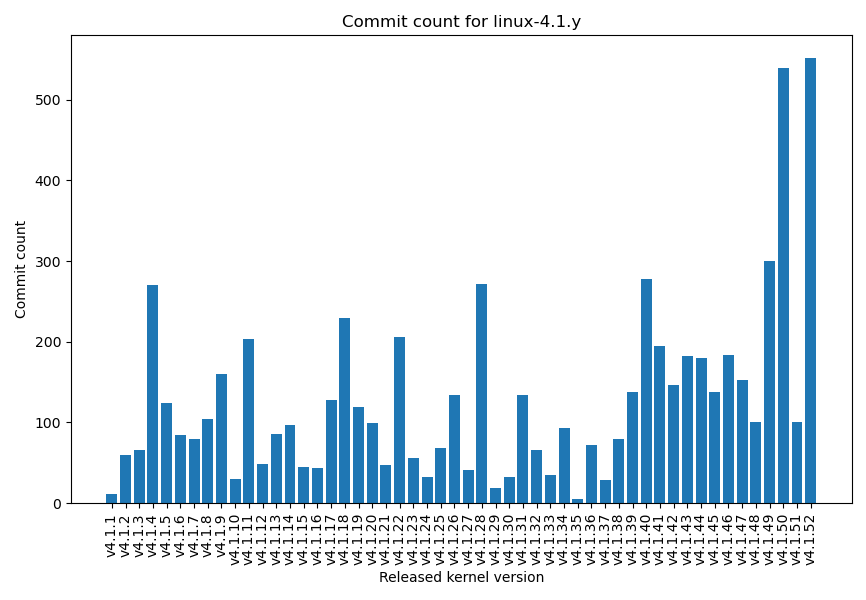 Commit count for linux-4.1.y
Commit count
500
400
300
200
100
0
v4.1.1
v4.1.2
v4.1.3
v4.1.4
v4.1.5
v4.1.6
v4.1.7
v4.1.8
v4.1.9
v4.1.10
v4.1.11
v4.1.12
v4.1.13
v4.1.14
v4.1.15
v4.1.16
v4.1.17
v4.1.18
v4.1.19
v4.1.20
v4.1.21
v4.1.22
v4.1.23
v4.1.24
v4.1.25
v4.1.26
v4.1.27
v4.1.28
v4.1.29
v4.1.30
v4.1.31
v4.1.32
v4.1.33
v4.1.34
v4.1.35
v4.1.36
v4.1.37
v4.1.38
v4.1.39
v4.1.40
v4.1.41
v4.1.42
v4.1.43
v4.1.44
v4.1.45
v4.1.46
v4.1.47
v4.1.48
v4.1.49
v4.1.50
v4.1.51
v4.1.52
Released kernel version